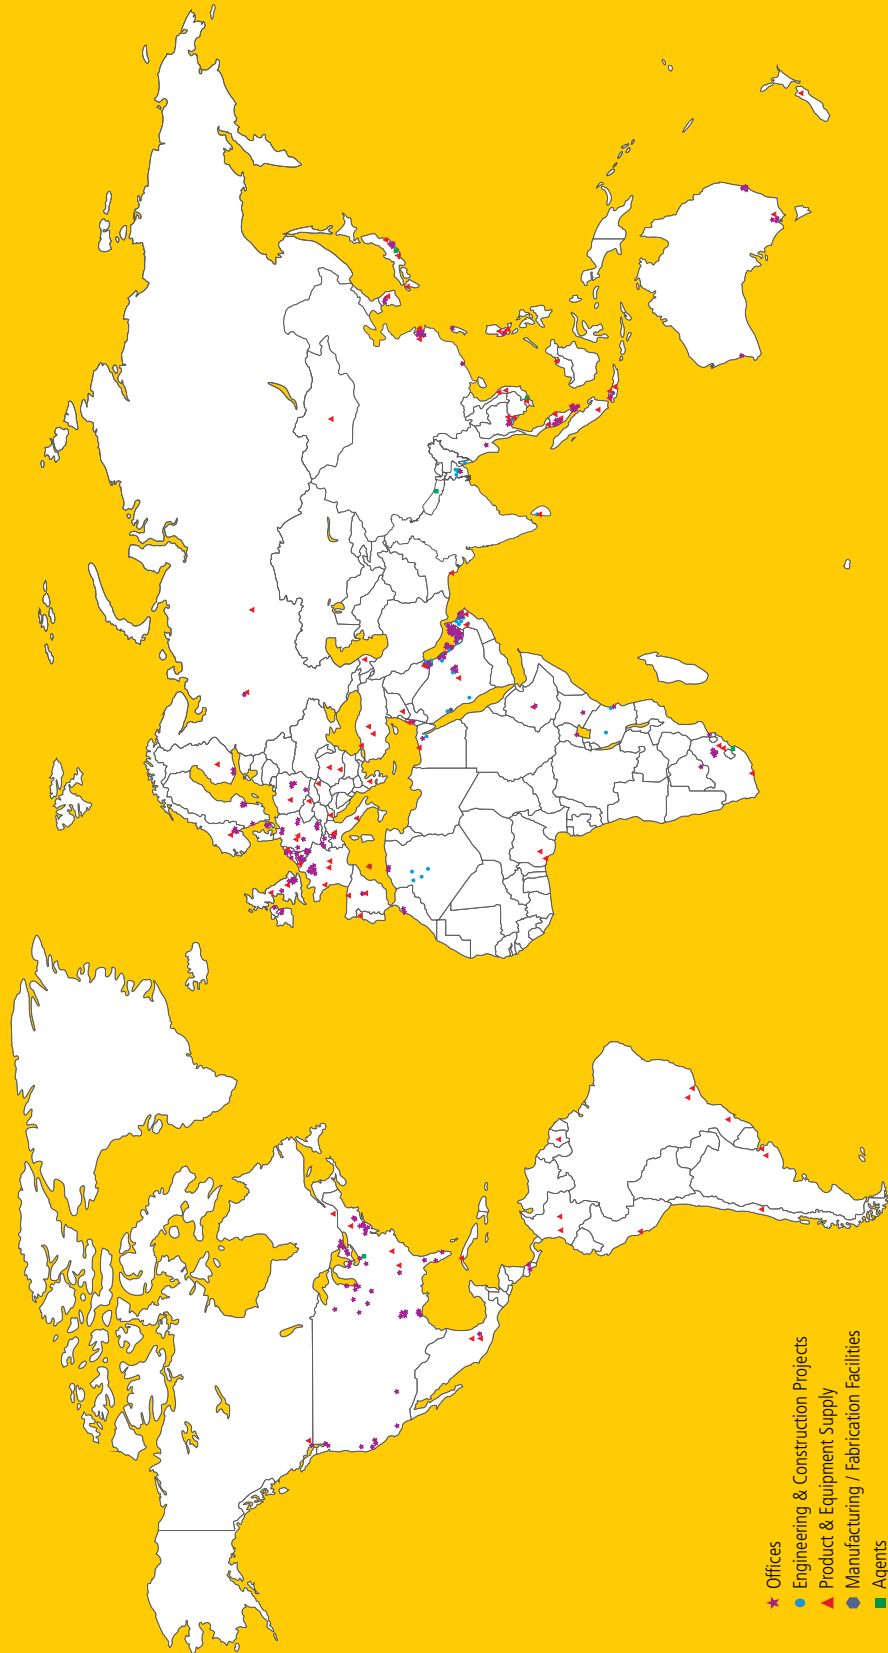 Offices
Engineering & Construction Projects
Product & Equipment Supply
Manufacturing / Fabrication Facilities
Agents